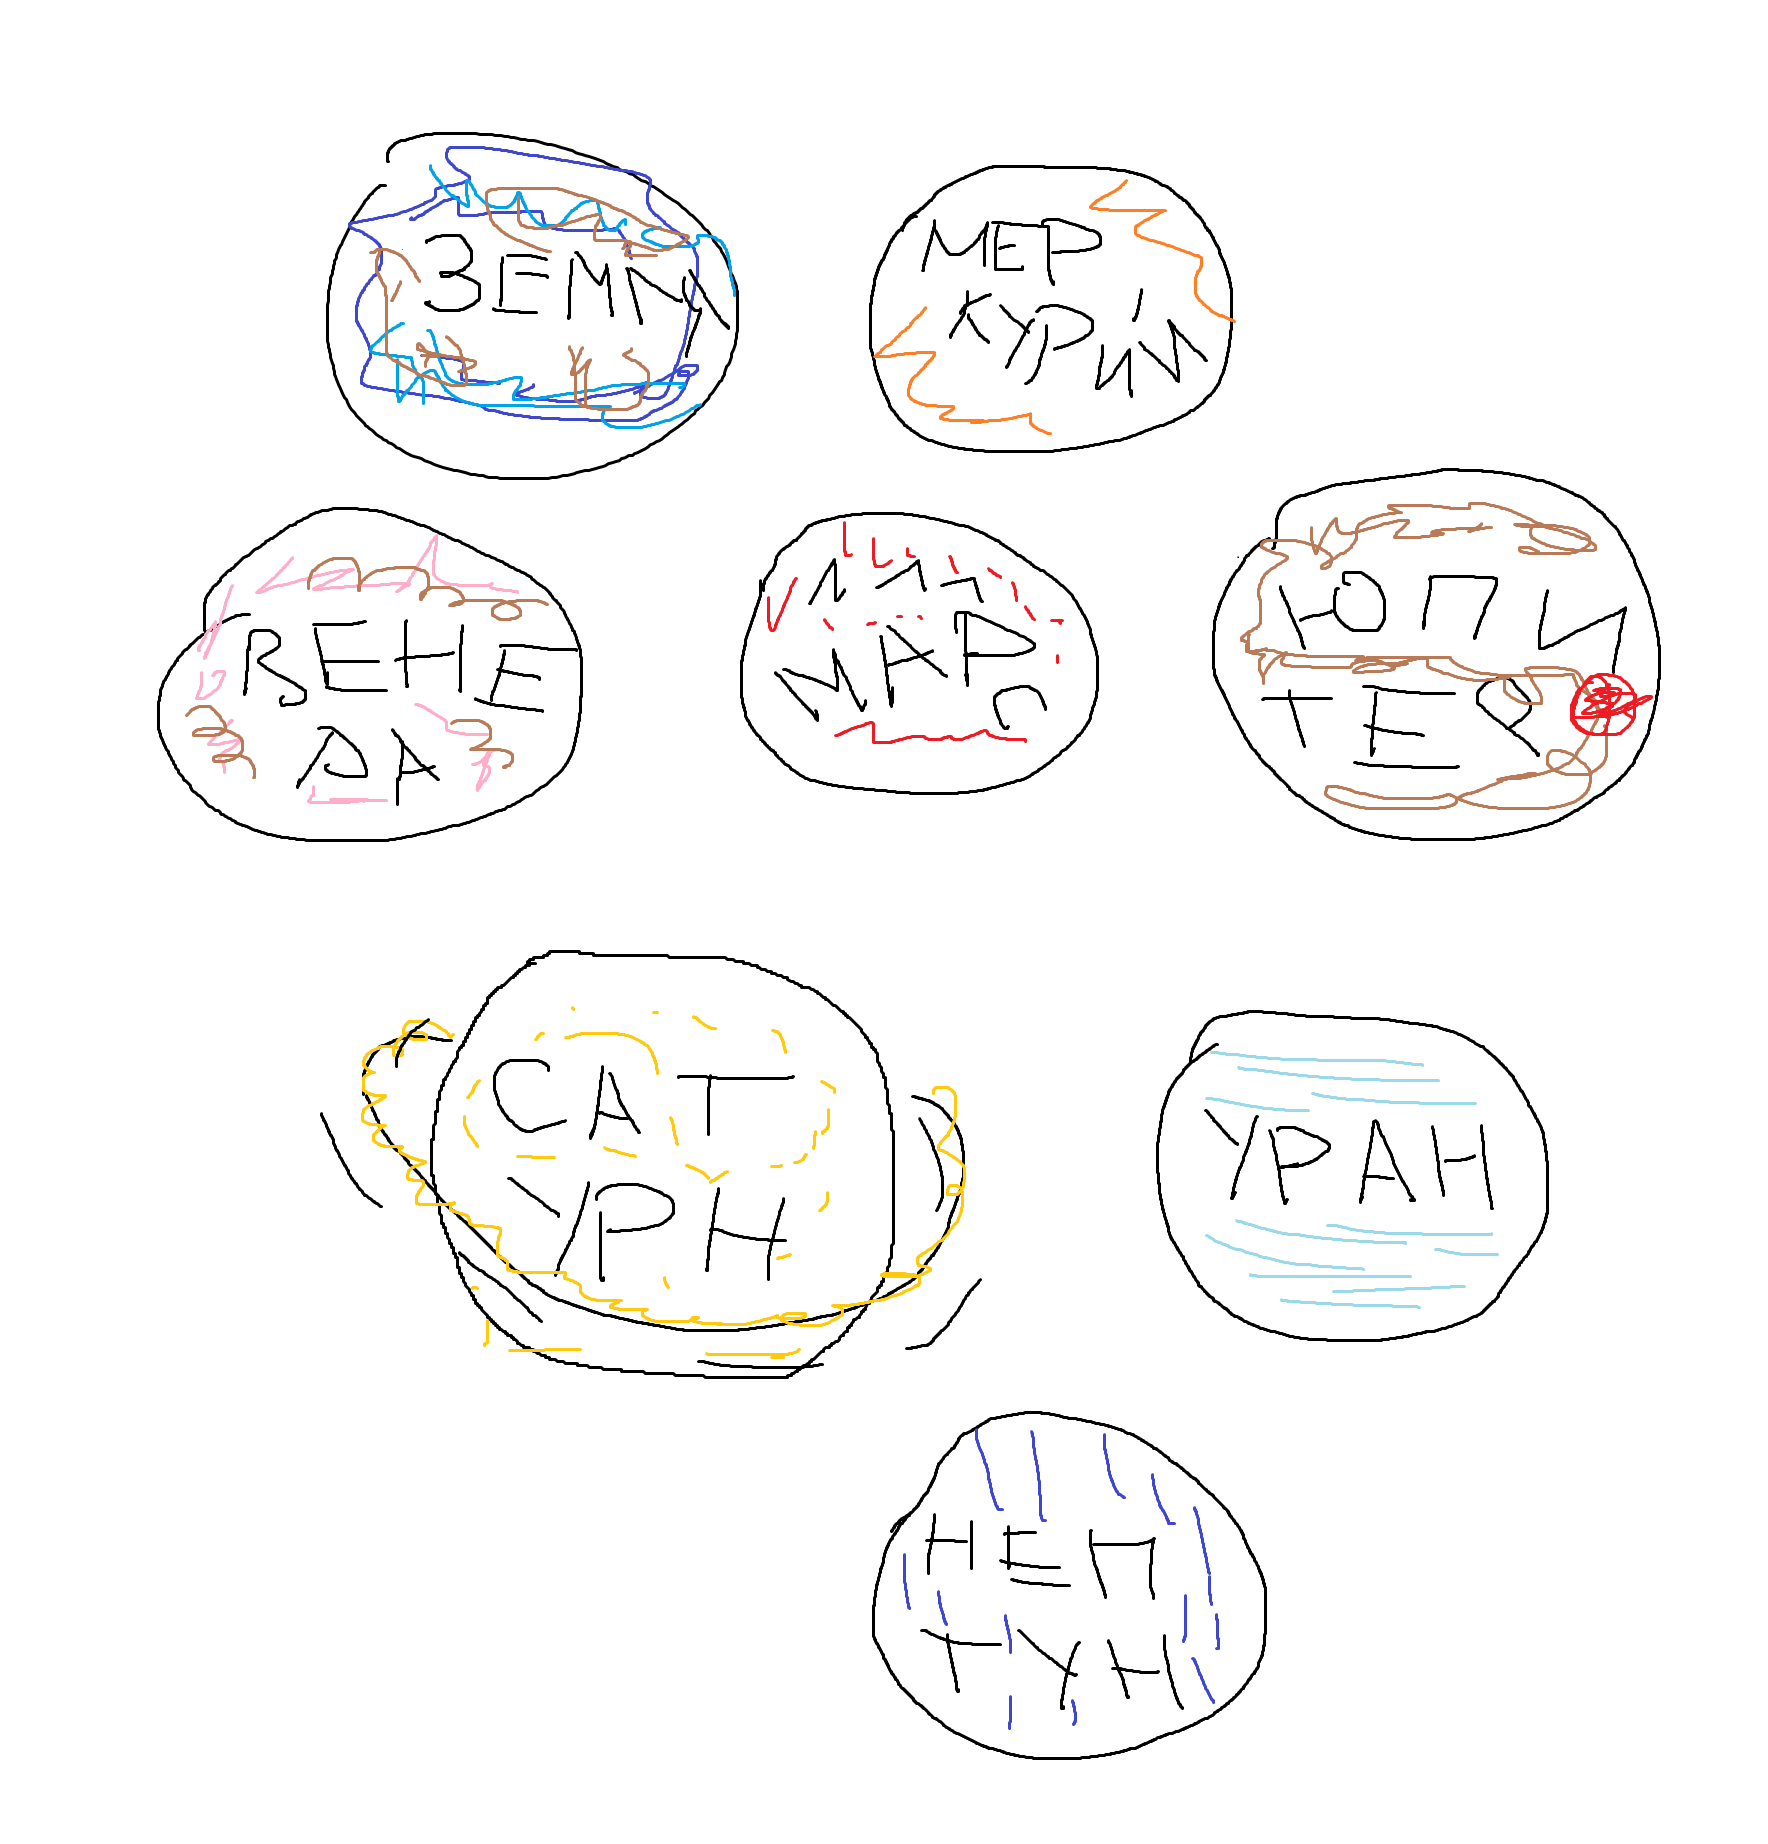 ЗЕМЛЯ
МЕР
КУРИЙ
ВЕНЕ
РА
МАРС
ЮПИ
ТЕР
САТ
УРН
УРАН
НЕП
ТУН